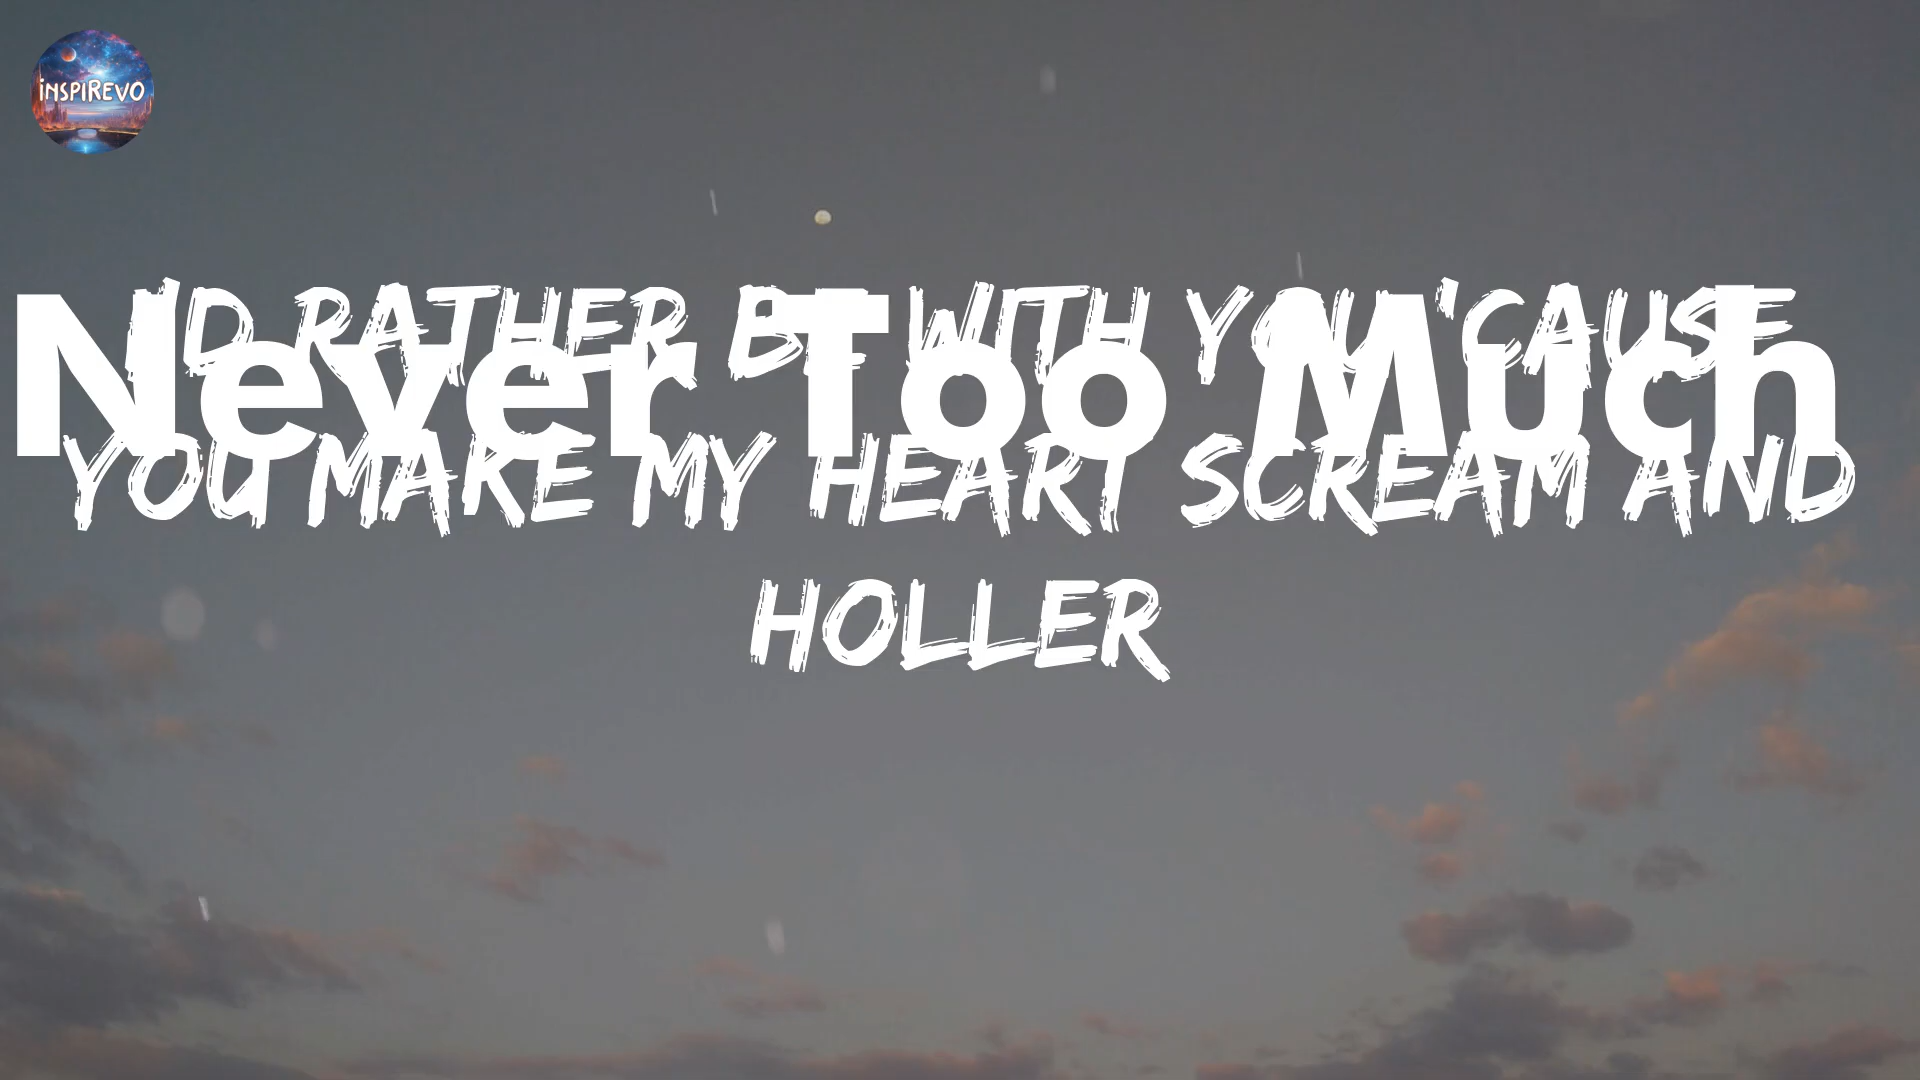 iNSPiREVO
I'D RATHER BE WITH YOU 'CAUSE
Never Too Much
YOU MAKE MY HEART SCREAM AND
HOLLER